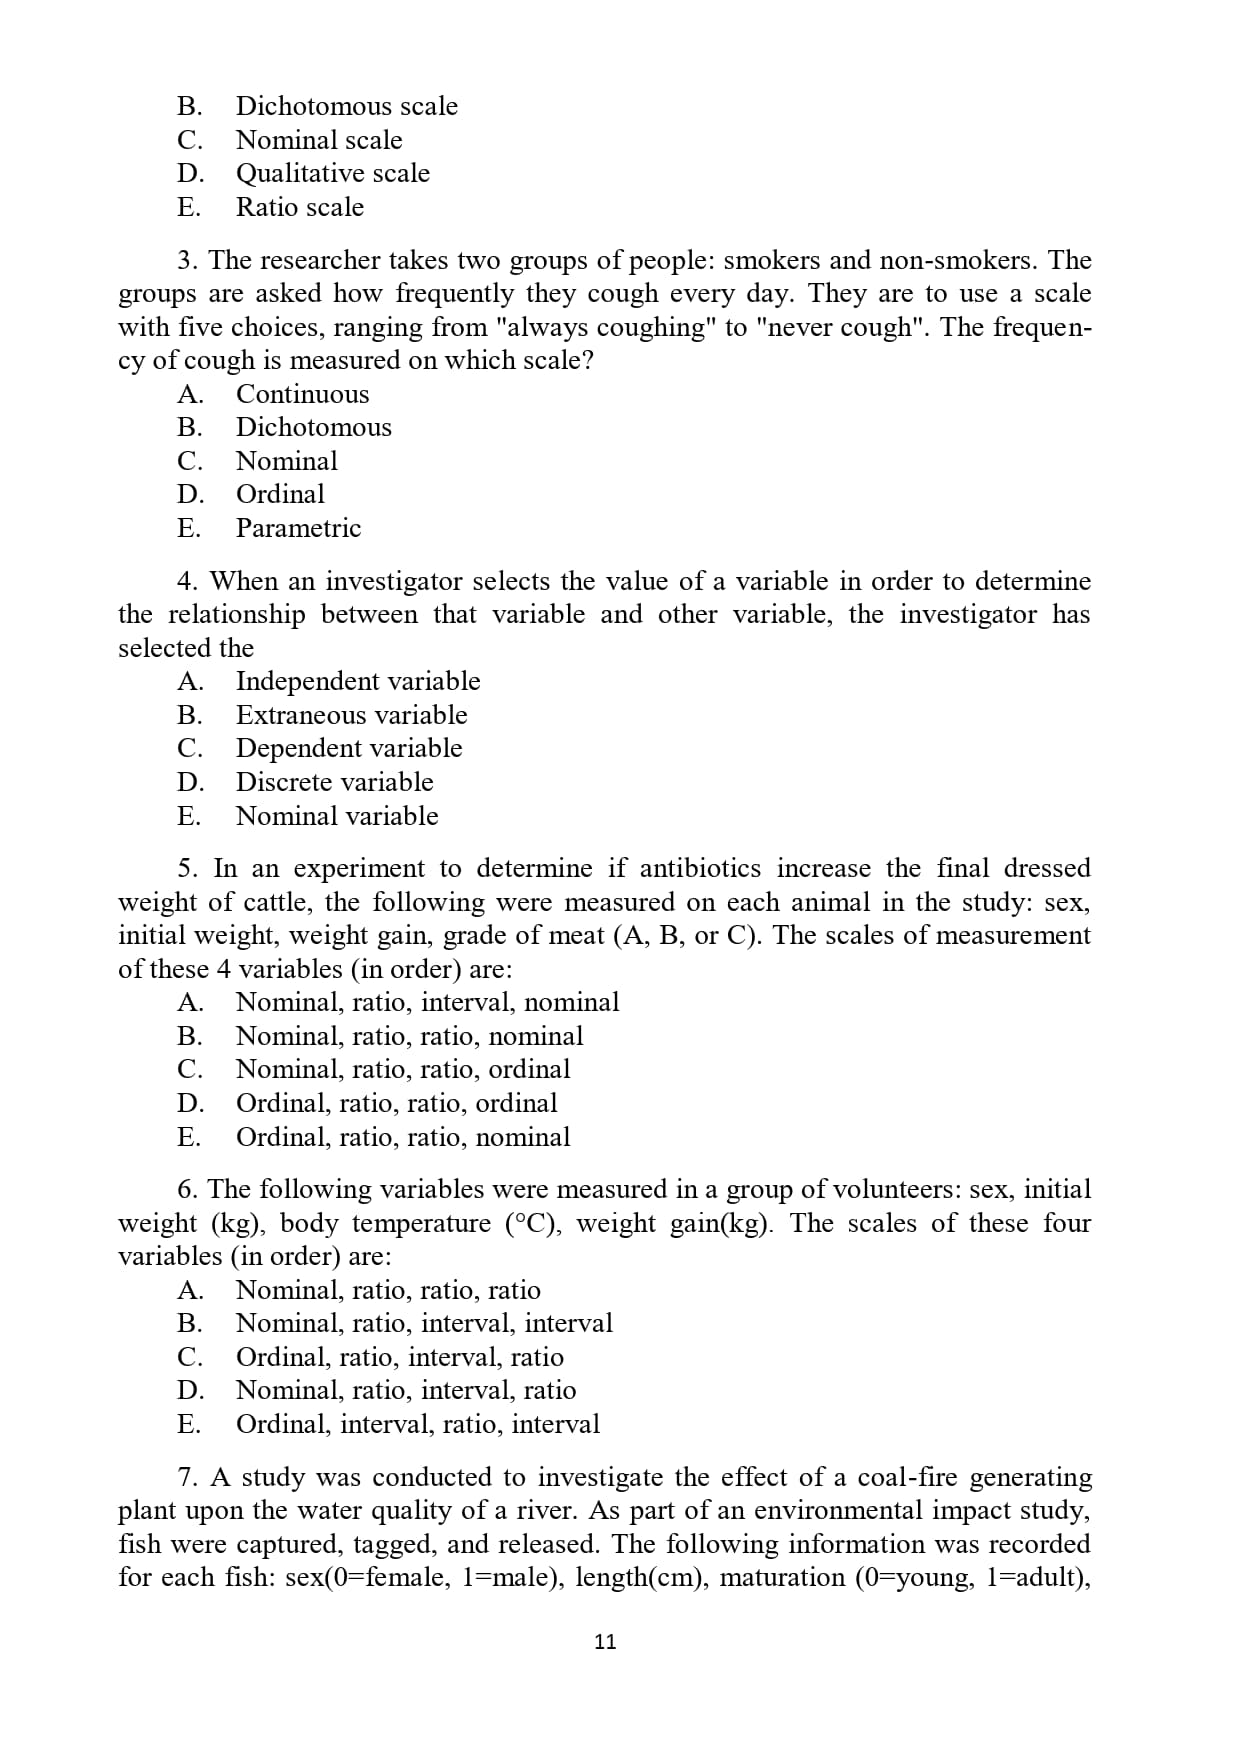 B. Dichotomous scale
C. Nominal scale
D. Qualitative scale
E. Ratio scale
3. The researcher takes two groups of people: smokers and non-smokers. The
groups are asked how frequently they cough every day. They are to use a scale
with five choices, ranging from "always coughing" to "never cough". The frequen-
cy of cough is measured on which scale?
A. Continuous
B. Dichotomous
C. Nominal
D. Ordinal
E. Parametric
4. When an investigator selects the value of a variable in order to determine
the relationship between that variable and other variable, the investigator has
selected the
A. Independent variable
B. Extraneous variable
C. Dependent variable
D. Discrete variable
E. Nominal variable
5. In an experiment to determine if antibiotics increase the final dressed
weight of cattle, the following were measured on each animal in the study: sex,
initial weight, weight gain, grade of meat (A, B, or C). The scales of measurement
of these 4 variables (in order) are:
A. Nominal, ratio, interval, nominal
B. Nominal, ratio, ratio, nominal
C. Nominal, ratio, ratio, ordinal
D. Ordinal, ratio, ratio, ordinal
E. Ordinal, ratio, ratio, nominal
6. The following variables were measured in a group of volunteers: sex, initial
weight (kg), body temperature (°C), weight gain(kg). The scales of these four
variables (in order) are:
A. Nominal, ratio, ratio, ratio
B. Nominal, ratio, interval, interval
C. Ordinal, ratio, interval, ratio
D. Nominal, ratio, interval, ratio
E. Ordinal, interval, ratio, interval
7. A study was conducted to investigate the effect of a coal-fire generating
plant upon the water quality of a river. As part of an environmental impact study,
fish were captured, tagged, and released. The following information was recorded
for each fish: sex(0=female, 1=male), length(cm), maturation (0=young, 1=adult),
11